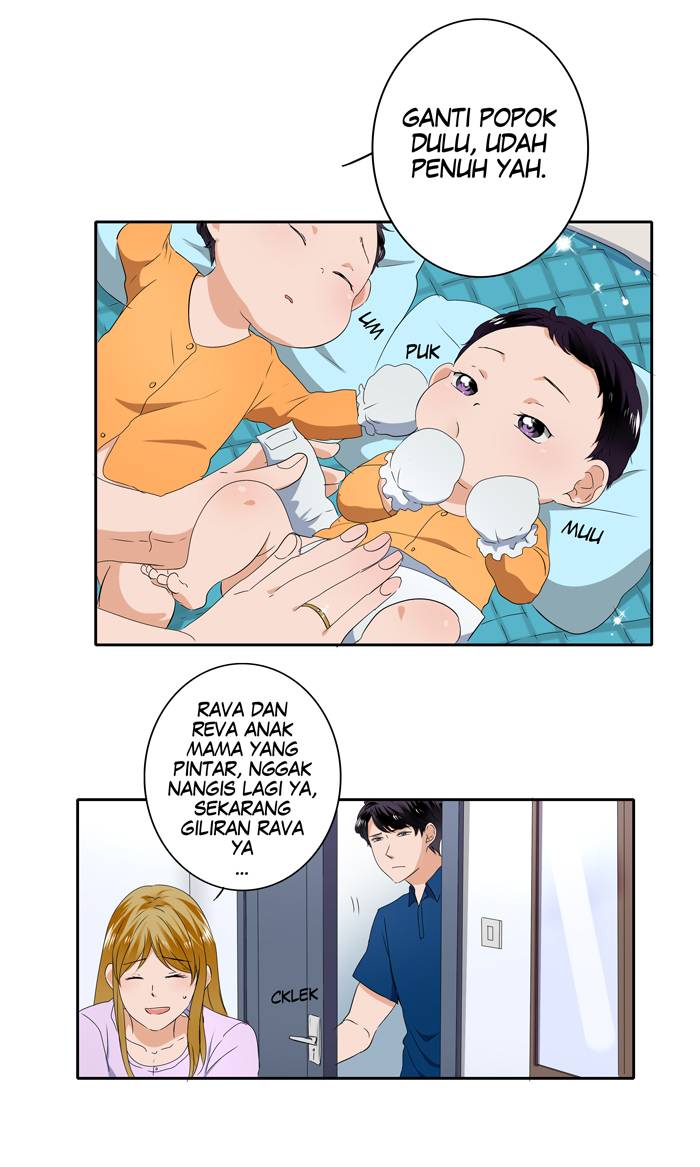 GANTI POPOK
DULU, UDAH
PENUH YAH.
UM
PUK
MUU
RAVA DAN
REVA ANAK
MAMA YANG
PINTAR, NGGAK
NANGIS LAGI YA,
SEKARANG
GILIRAN RAVA
YA
...
CKLEK